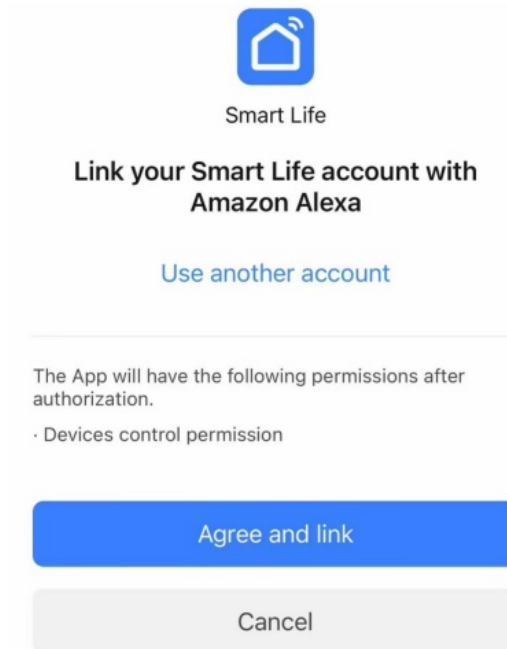 Smart Life
Link your Smart Life account with
Amazon Alexa
Use another account
The App will have the following permissions after
authorization.
· Devices control permission
Agree and link
Cancel